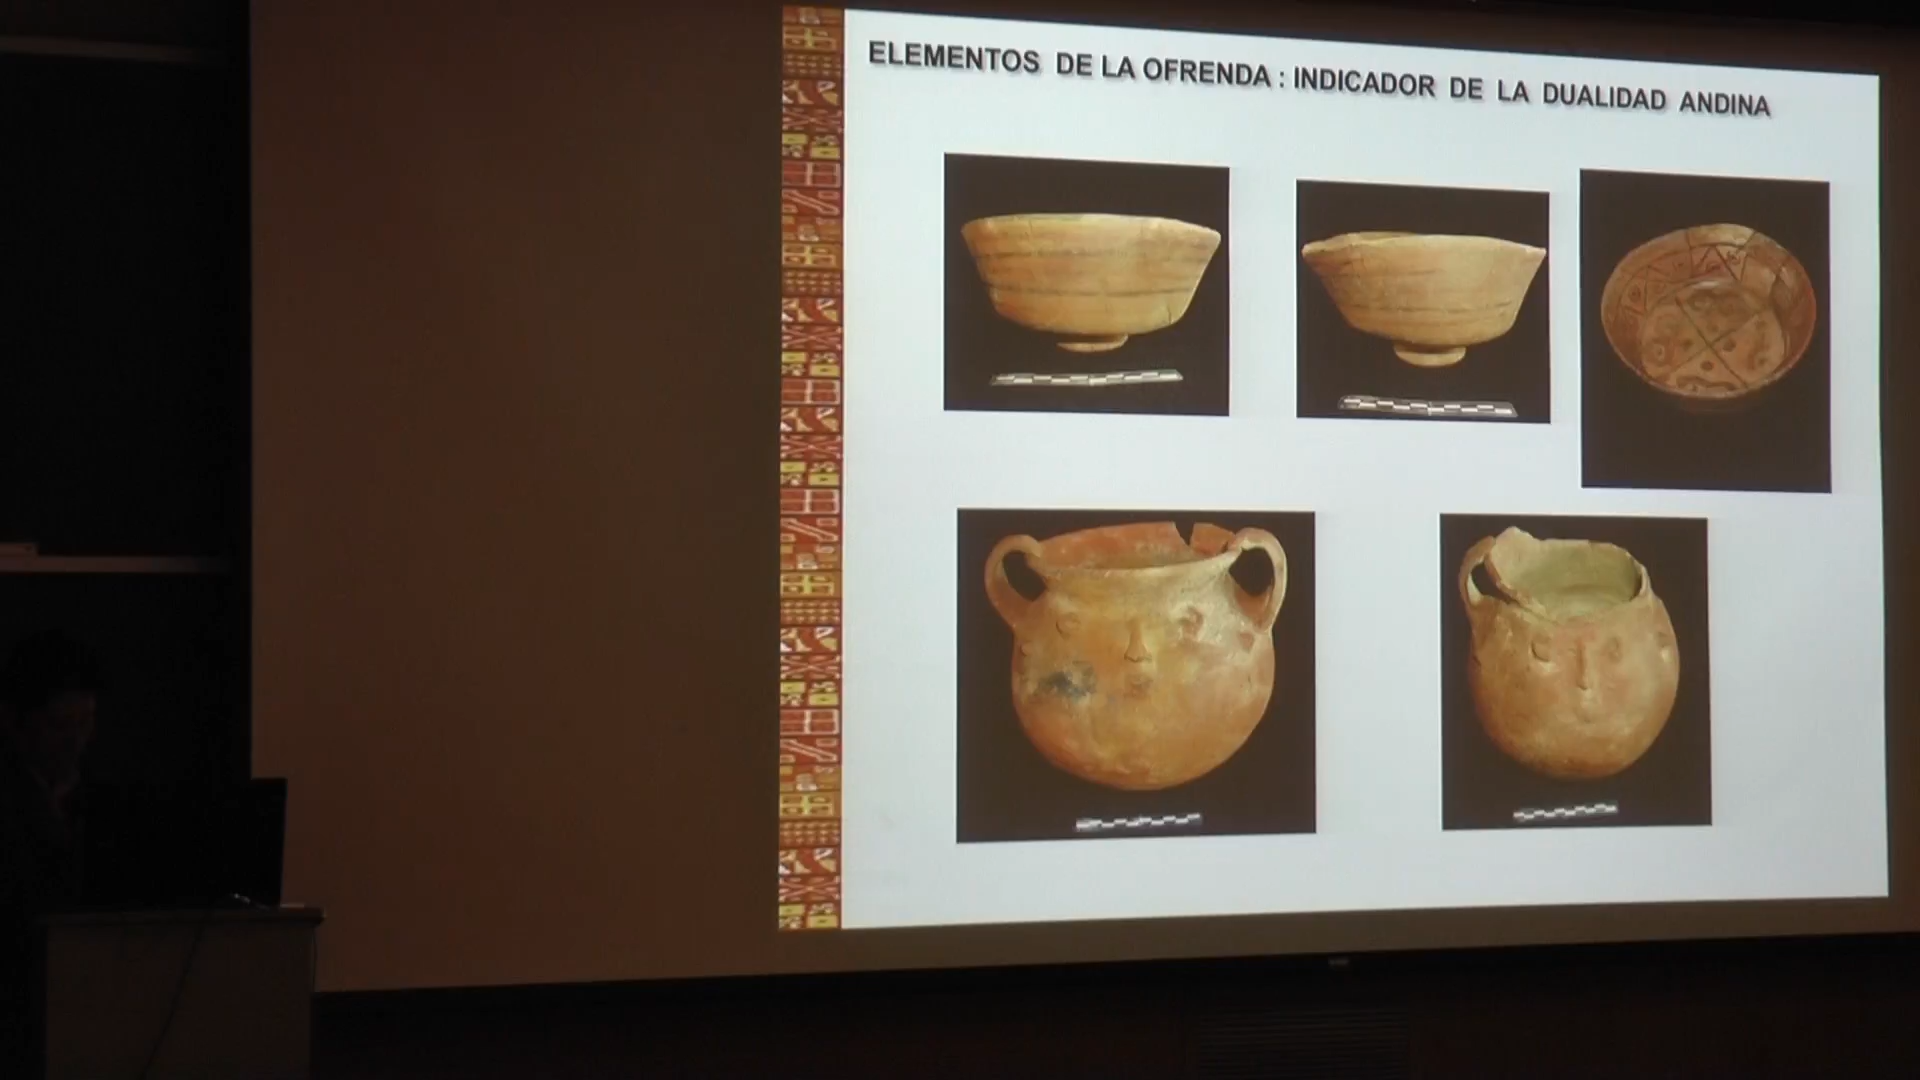 ELEMENTOS DE LA OFRENDA : INDICADOR DE LA DUALIDAD ANDINA